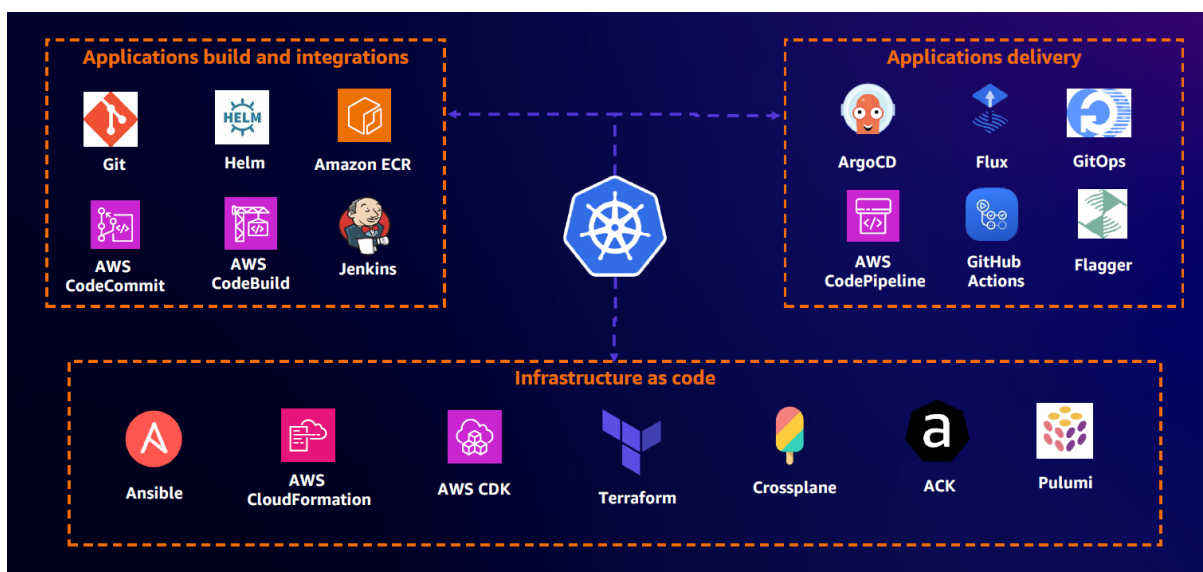 Applications build and integrations
Git
HELM
Helm
Amazon ECR
AWS
CodeCommit
AWS
CodeBuild
Jenkins
Applications delivery
ArgoCD
Flux
GitOps
AWS
CodePipeline
GitHub
Actions
Flagger
Infrastructure as code
Ansible
AWS
CloudFormation
AWS CDK
Terraform
Crossplane
a
ACK
Pulumi